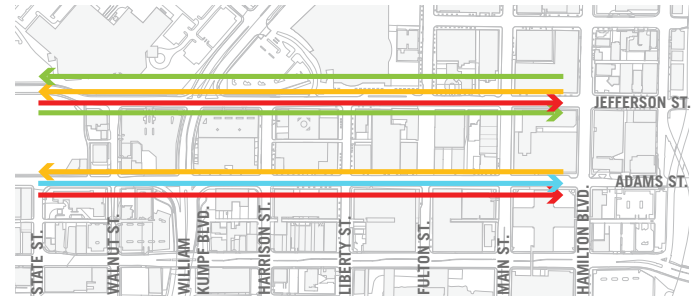 JEFFERSON ST.
ADAMS ST.
STATE ST.
WALNUT ST.
WILLIAM
KUMPF BLVD.
HARRISON ST.
LIBERTY ST.
FULTON ST.
MAIN ST.
HAMILTON BLVD.